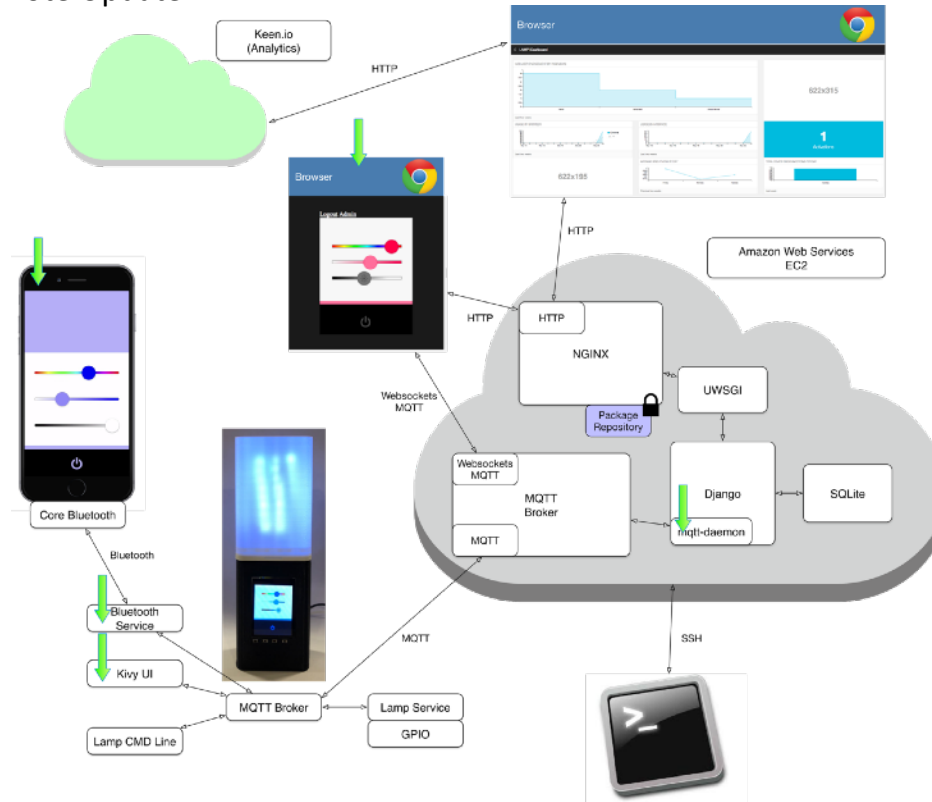 Keen.io
(Analytics)
HTTP
Browser
622x315
1
622x185
HTTP
Browser
Logout Admin
Amazon Web Services
EC2
HTTP
HTTP
NGINX
UWSGI
Package
Repository
Websockets
MQTT
Websockets
MQTT
MQTT
Broker
MQTT
Django
mqtt-daemon
SQLite
Core Bluetooth
Bluetooth
Bluetooth
Service
Kivy UI
MQTT
SSH
MQTT Broker
Lamp Service
GPIO
Lamp CMD Line